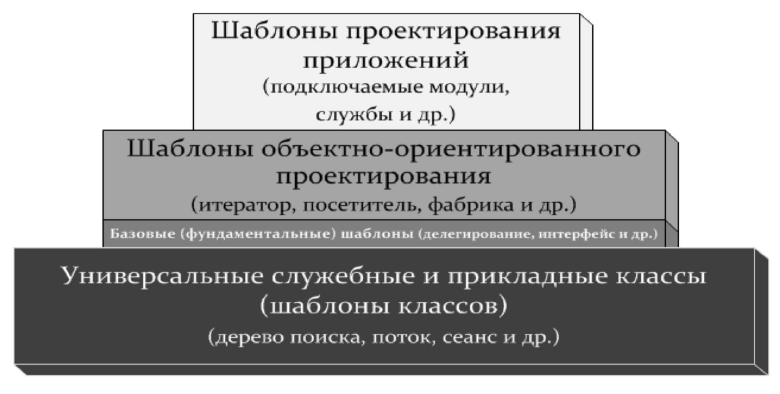 Шаблоны проектирования
приложений
(подключаемые модули,
службы и др.)
Шаблоны объектно-ориентированного
проектирования
(итератор, посетитель, фабрика и др.)
Базовые (фундаментальные) шаблоны (делегирование, интерфейс и др.)
Универсальные служебные и прикладные классы
(шаблоны классов)
(дерево поиска, поток, сеанс и др.)